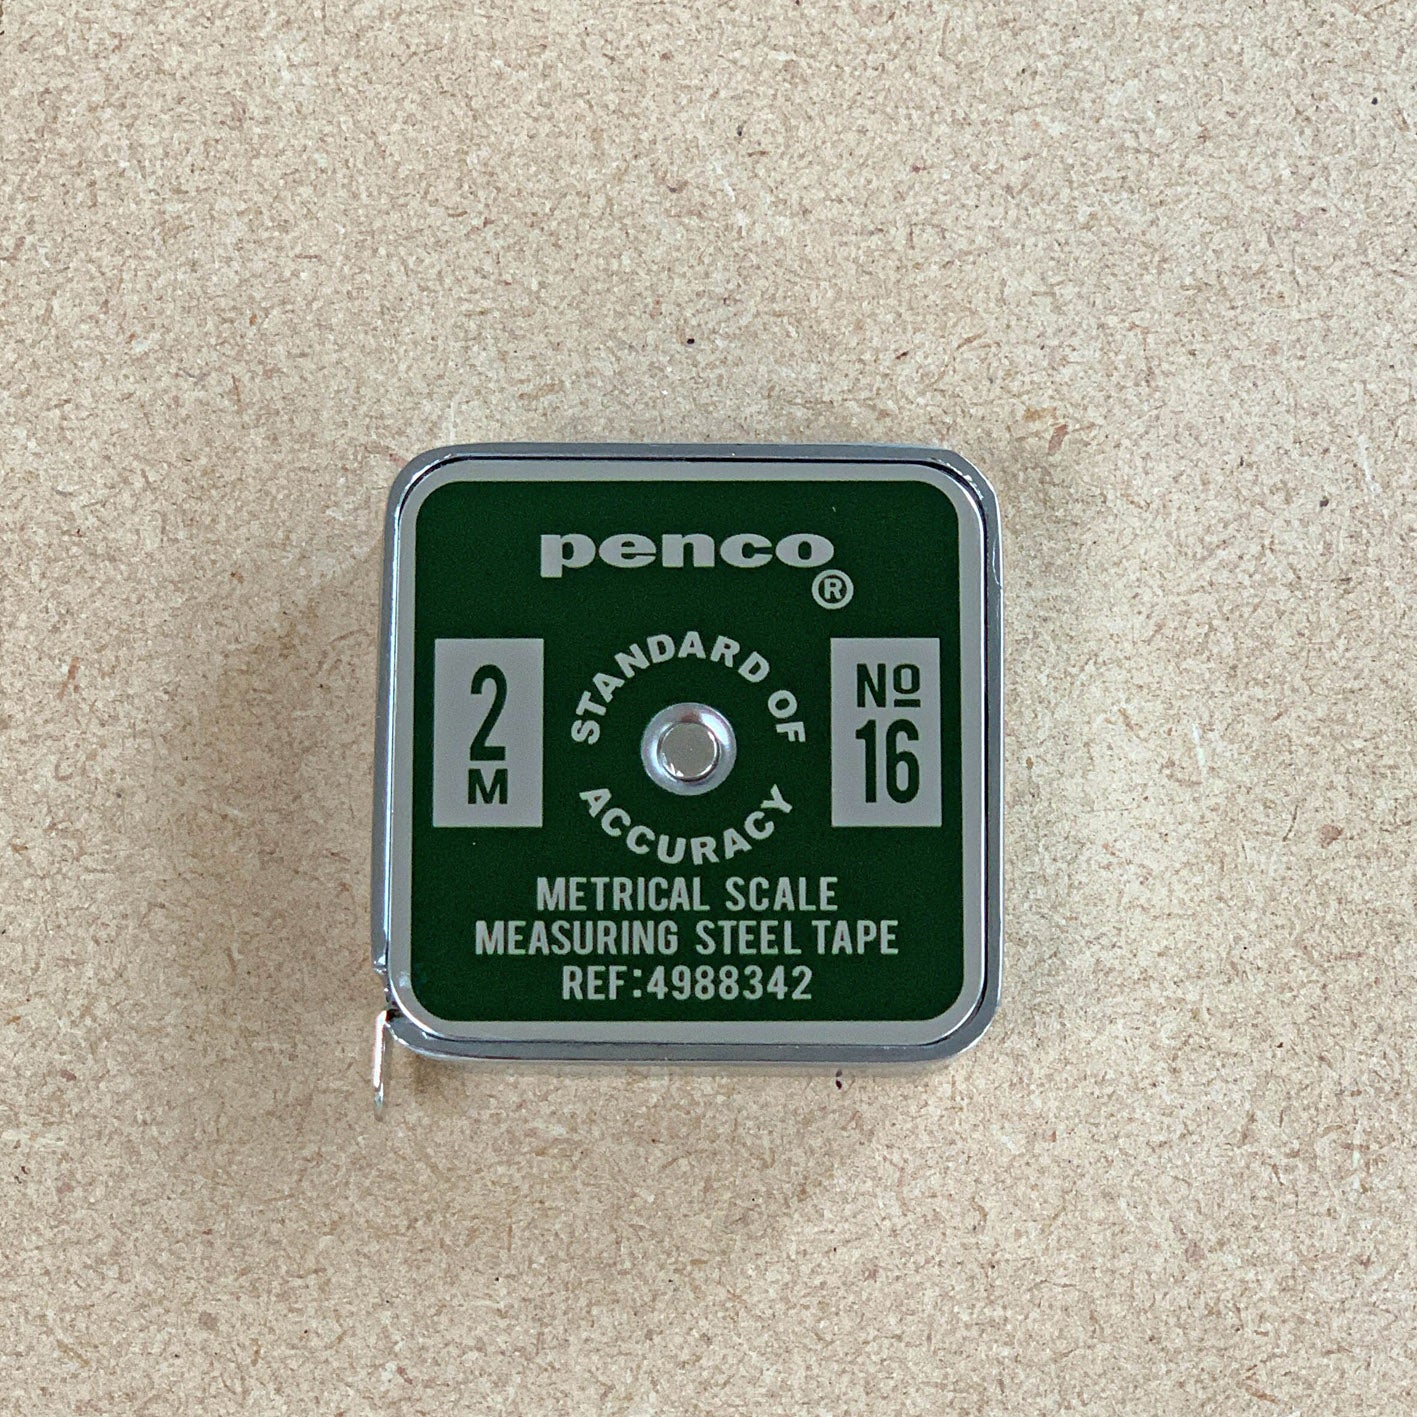 penco
®
2
M
STANDARD OF
ACCURACY
Nº
16
METRICAL SCALE
MEASURING STEEL TAPE
REF:4988342